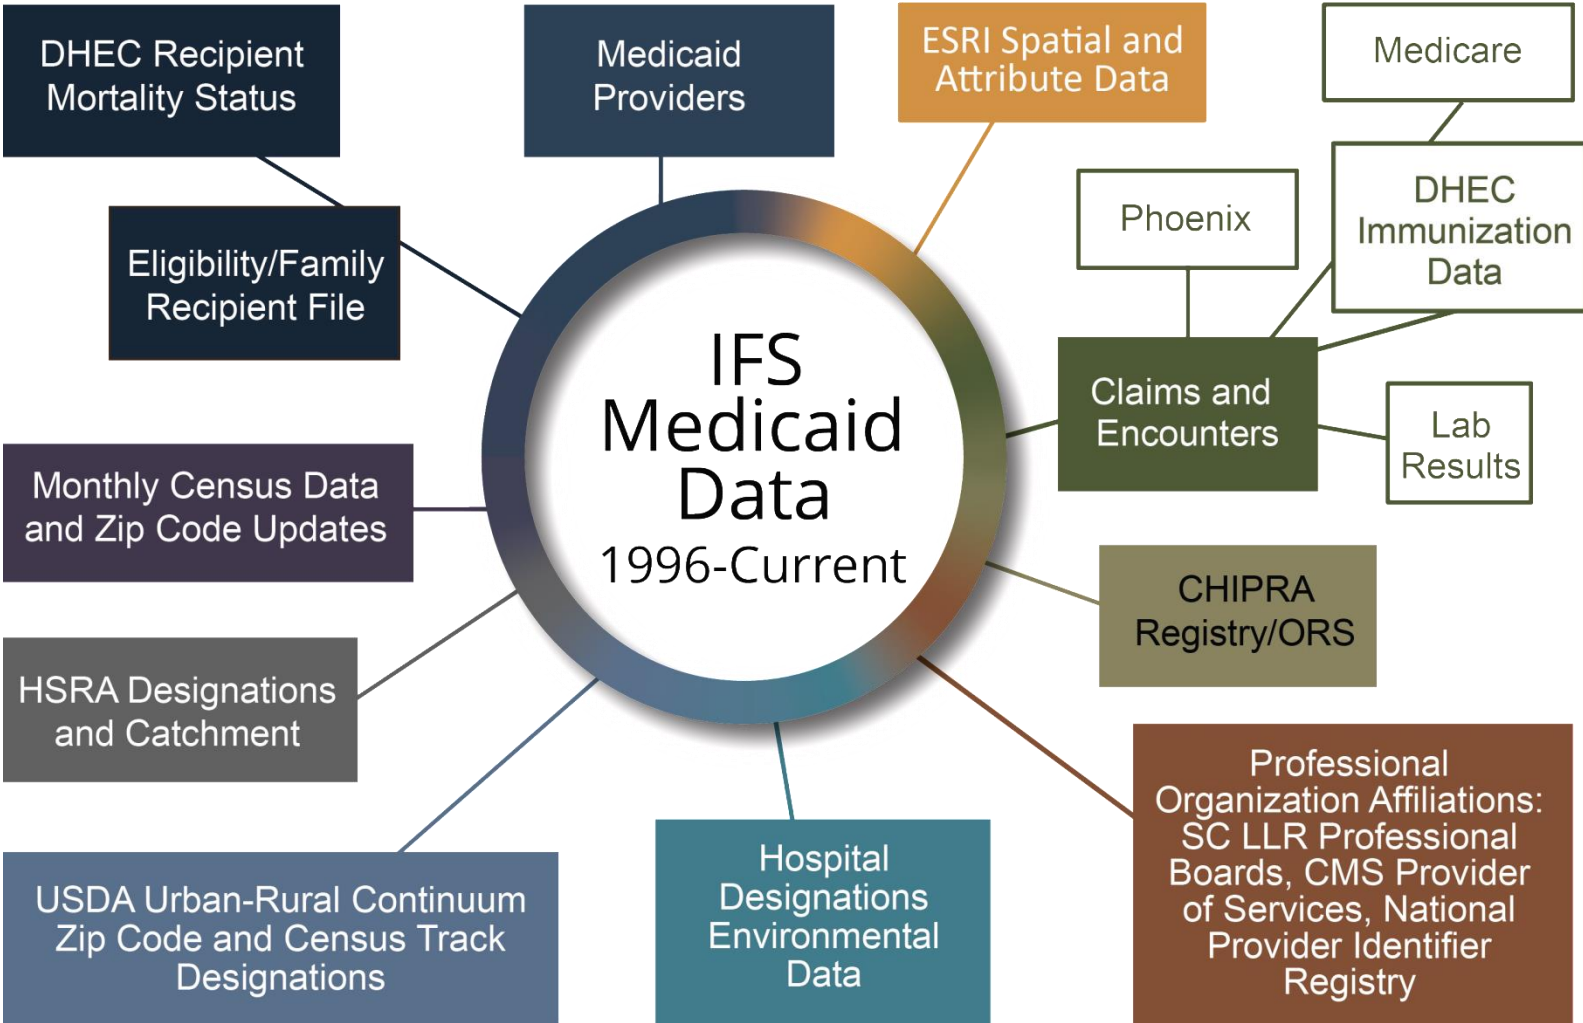 DHEC Recipient
Mortality Status
Medicaid
Providers
ESRI Spatial and
Attribute Data
Medicare
Phoenix
DHEC
Immunization
Data
Eligibility/Family
Recipient File
IFS
Medicaid
Data
1996-Current
Claims and
Encounters
Lab
Results
Monthly Census Data
and Zip Code Updates
CHIPRA
Registry/ORS
HSRA Designations
and Catchment
USDA Urban-Rural Continuum
Zip Code and Census Track
Designations
Hospital
Designations
Environmental
Data
Professional
Organization Affiliations:
SC LLR Professional
Boards, CMS Provider
of Services, National
Provider Identifier
Registry